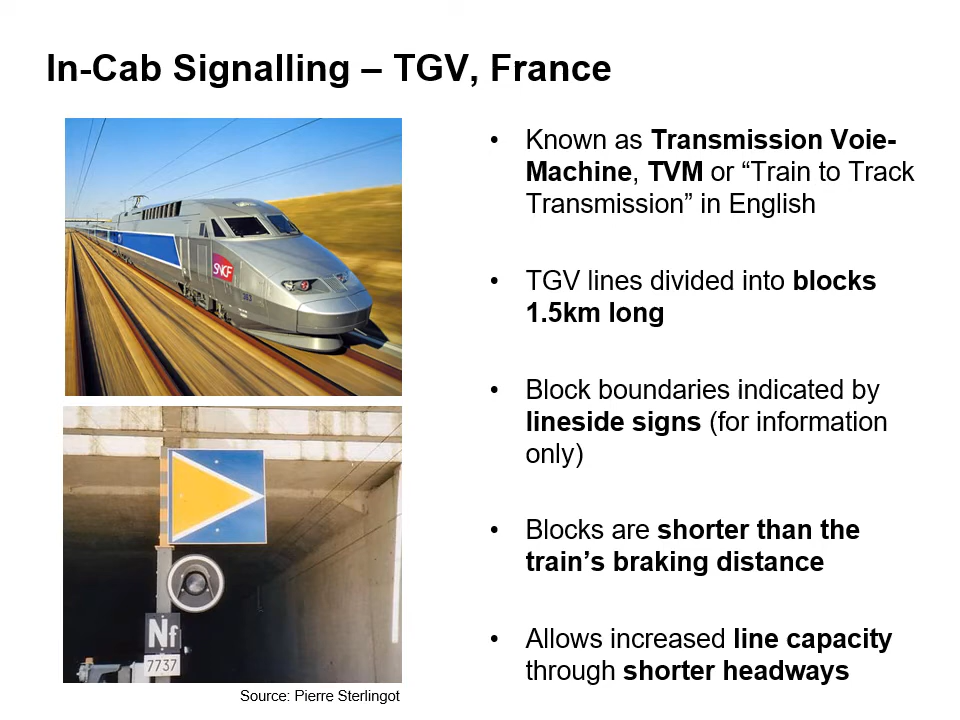 In-Cab Signalling – TGV, France
SNCF
363
Nf
7737
Source: Pierre Sterlingot
• Known as Transmission Voie-
Machine, TVM or “Train to Track
Transmission” in English
• TGV lines divided into blocks
1.5km long
• Block boundaries indicated by
lineside signs (for information
only)
• Blocks are shorter than the
train’s braking distance
• Allows increased line capacity
through shorter headways